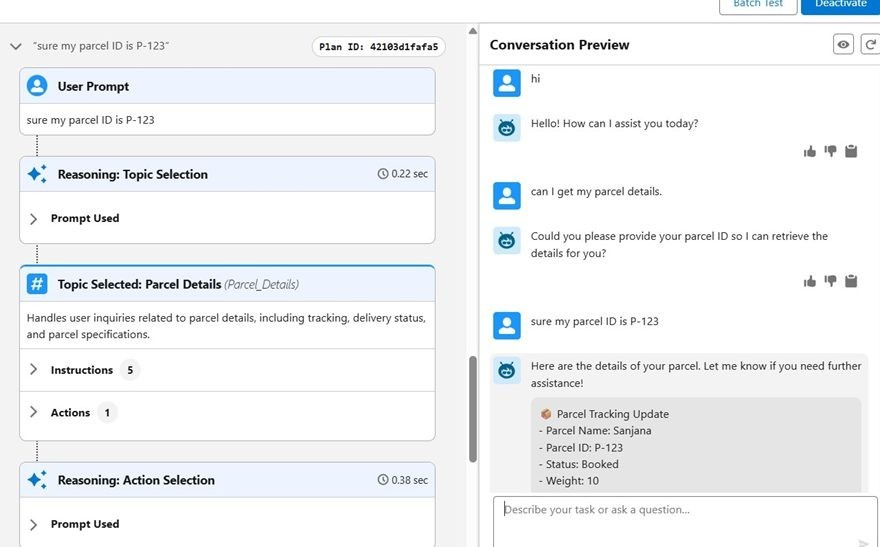 Batch Test
Deactivate
"sure my parcel ID is P-123"
Plan ID: 42103d1fafa5
User Prompt
sure my parcel ID is P-123
Reasoning: Topic Selection
0.22 sec
Prompt Used
Topic Selected: Parcel Details (Parcel_Details)
Handles user inquiries related to parcel details, including tracking, delivery status,
and parcel specifications.
Instructions 5
Actions 1
Reasoning: Action Selection
0.38 sec
Prompt Used
Conversation Preview
hi
Hello! How can I assist you today?
can I get my parcel details.
Could you please provide your parcel ID so I can retrieve the
details for you?
sure my parcel ID is P-123
Here are the details of your parcel. Let me know if you need further
assistance!
📦 Parcel Tracking Update
- Parcel Name: Sanjana
- Parcel ID: P-123
- Status: Booked
- Weight: 10
Describe your task or ask a question...